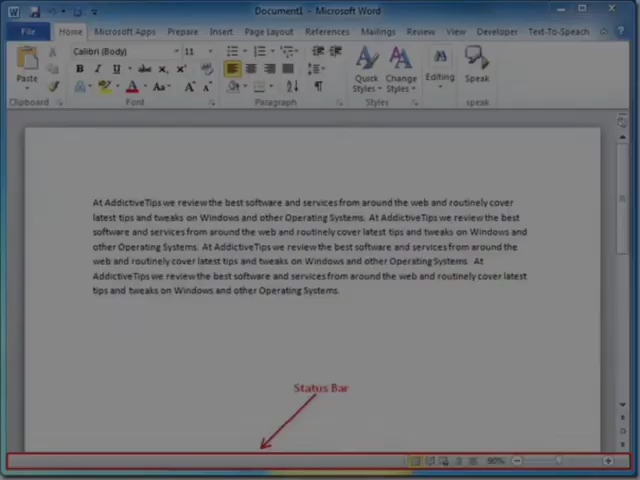 Document1 - Microsoft Word
File Home Microsoft Apps Prepare Insert Page Layout References Mailings Review View Developer Text-To-Speach
Calibri (Body) 11
Paste
Quick Styles
Change Styles
Editing
Speak
Clipboard Font Paragraph Styles speak
At AddictiveTips we review the best software and services from around the web and routinely cover
latest tips and tweaks on Windows and other Operating Systems. At AddictiveTips we review the best
software and services from around the web and routinely cover latest tips and tweaks on Windows and
other Operating Systems. At AddictiveTips we review the best software and services from around the
web and routinely cover latest tips and tweaks on Windows and other Operating Systems. At
AddictiveTips we review the best software and services from around the web and routinely cover latest
tips and tweaks on Windows and other Operating Systems.
Status Bar
90%